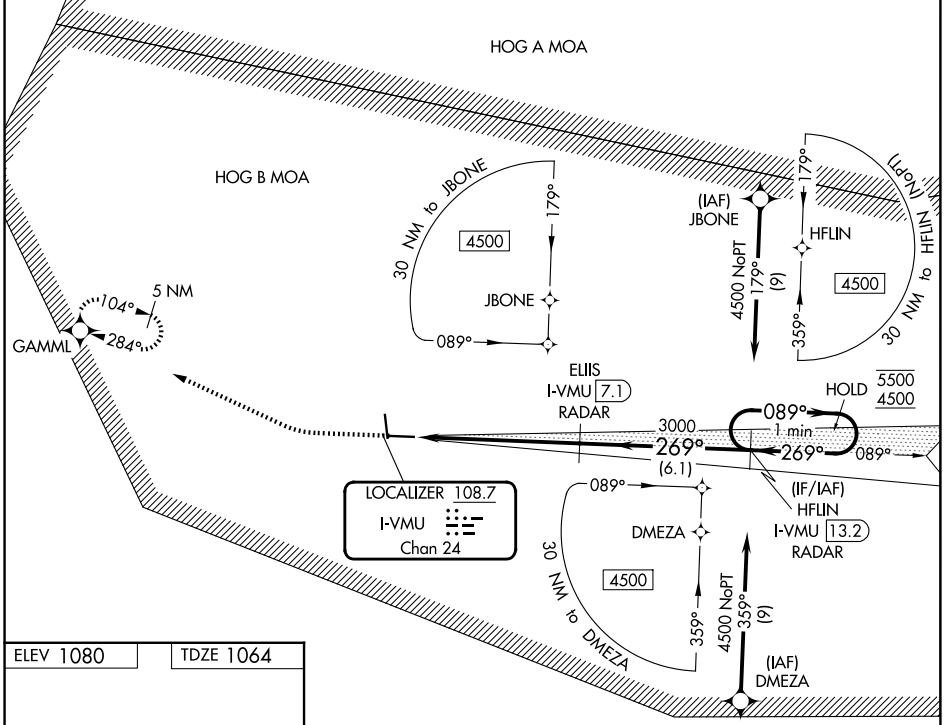 HOG A MOA
HOG B MOA
30 NM to JBONE
179°
4500
JBONE
089°
(IAF)
JBONE
4500 NoPT
179°
(9)
179°
HFLIN
4500
359°
30 NM to HFLIN (NoPT)
104°
5 NM
284°
GAMML
ELIIS
I-VMU 7.1
RADAR
HOLD
5500
4500
089°
1 min
269°
089°
3000
269°
(6.1)
LOCALIZER 108.7
I-VMU
Chan 24
089°
DMEZA
4500
359°
30 NM to DMEZA
(IF/IAF)
HFLIN
I-VMU 13.2
RADAR
4500 NoPT
359°
(9)
(IAF)
DMEZA
ELEV 1080
TDZE 1064